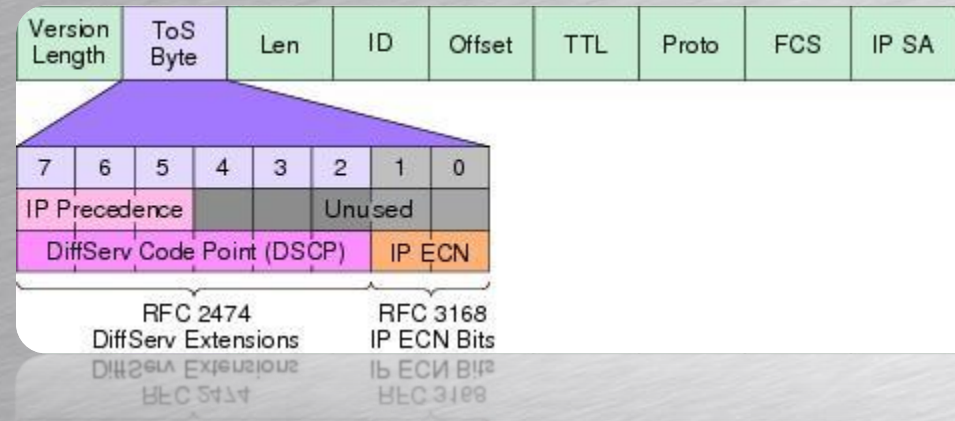 Version Length
ToS Byte
Len
ID
Offset
TTL
Proto
FCS
IP SA
7 6 5 4 3 2 1 0
IP Precedence
Unused
DiffServ Code Point (DSCP)
IP ECN
RFC 2474
DiffServ Extensions
RFC 3168
IP ECN Bits